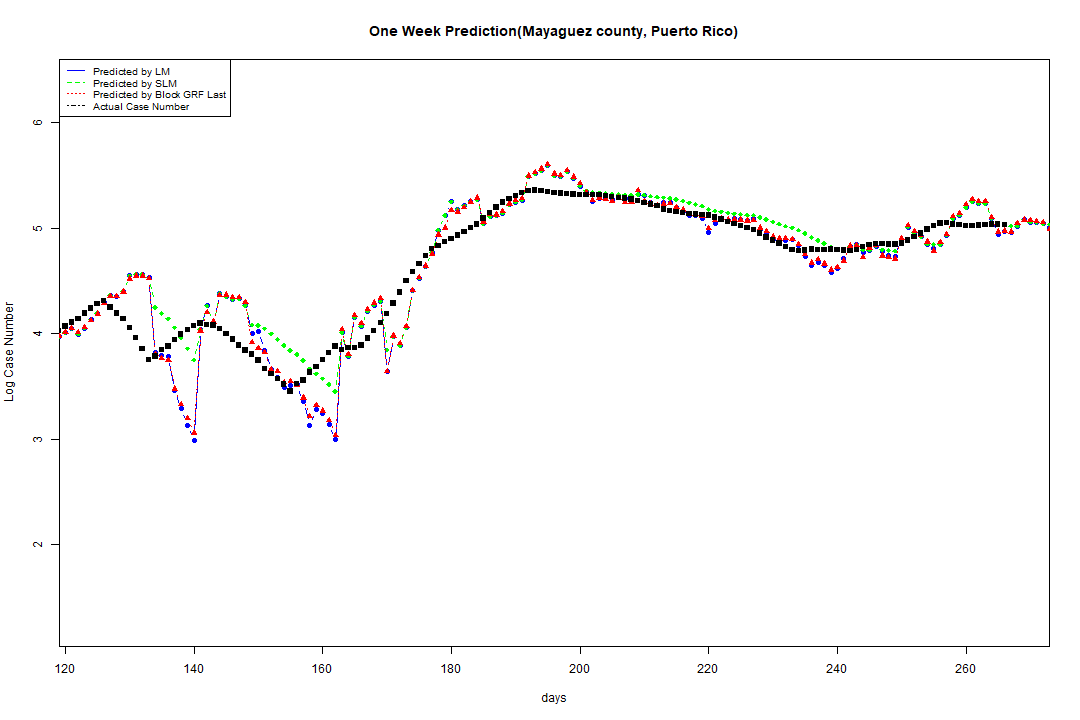 One Week Prediction(Mayaguez county, Puerto Rico)
Predicted by LM
Predicted by SLM
Predicted by Block GRF Last
Actual Case Number
6
5
4
3
2
Log Case Number
120 140 160 180 200 220 240 260
days